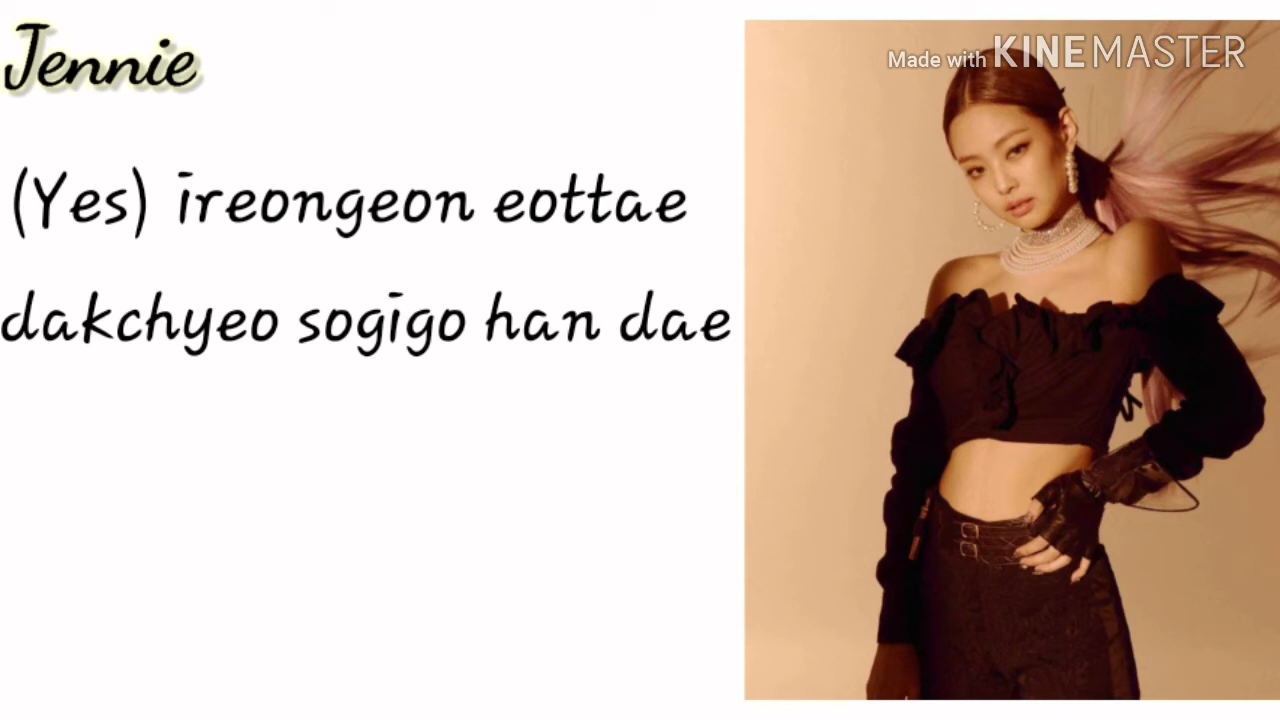 Jennie
Made with KINEMASTER
(Yes) ireongeon eottae
dakchyeo sogigo han dae